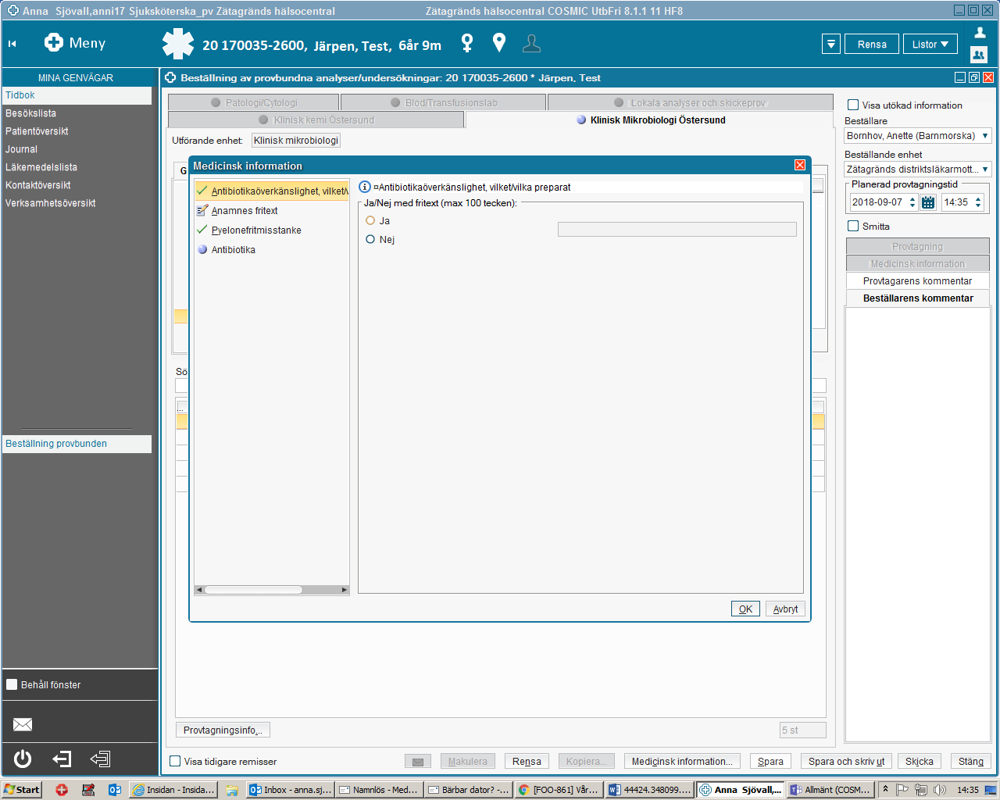 Anna Sjövall,anni17 Sjuksköterska_pv Zätagränds hälsocentral
Zätagränds hälsocentral COSMIC UtbFri 8.1.1 11 HF8
Meny
20 170035-2600, Järpen, Test, 6år 9m
Rensa
Listor
MINA GENVÄGAR
Tidbok
Besökslista
Patientöversikt
Journal
Läkemedelslista
Kontaktöversikt
Verksamhetsöversikt
Beställning provbunden
Behåll fönster
Beställning av provbundna analyser/undersökningar: 20 170035-2600 * Järpen, Test
Patologi/Cytologi
Blod/Transfusionslab
Lokala analyser och skickeprov
Klinisk kemi Östersund
Klinisk Mikrobiologi Östersund
Utförande enhet:
Klinisk mikrobiologi
G
Medicinsk information
Antibiotikaöverkänslighet, vilket/v
Anamnes fritext
Pyelonefritmisstanke
Antibiotika
¤Antibiotikaöverkänslighet, vilket/vilka preparat
Ja/Nej med fritext (max 100 tecken):
Ja
Nej
OK
Avbryt
Sö
...
Provtagningsinfo...
5 st
Visa utökad information
Beställare
Bornhov, Anette (Barnmorska)
Beställande enhet
Zätagränds distriktsläkarmott...
Planerad provtagningstid
2018-09-07
14:35
Smitta
Provtagning
Medicinsk information
Provtagarens kommentar
Beställarens kommentar
Visa tidigare remisser
Makulera
Rensa
Kopiera...
Medicinsk information...
Spara
Spara och skriv ut
Skicka
Stäng
Start
Insidan - Insida...
Inbox - anna.sj...
Namnlös - Med...
Bärbar dator? -...
[FOO-861] Vår...
44424.348099...
Anna Sjövall,...
Allmänt (COSM...
14:35